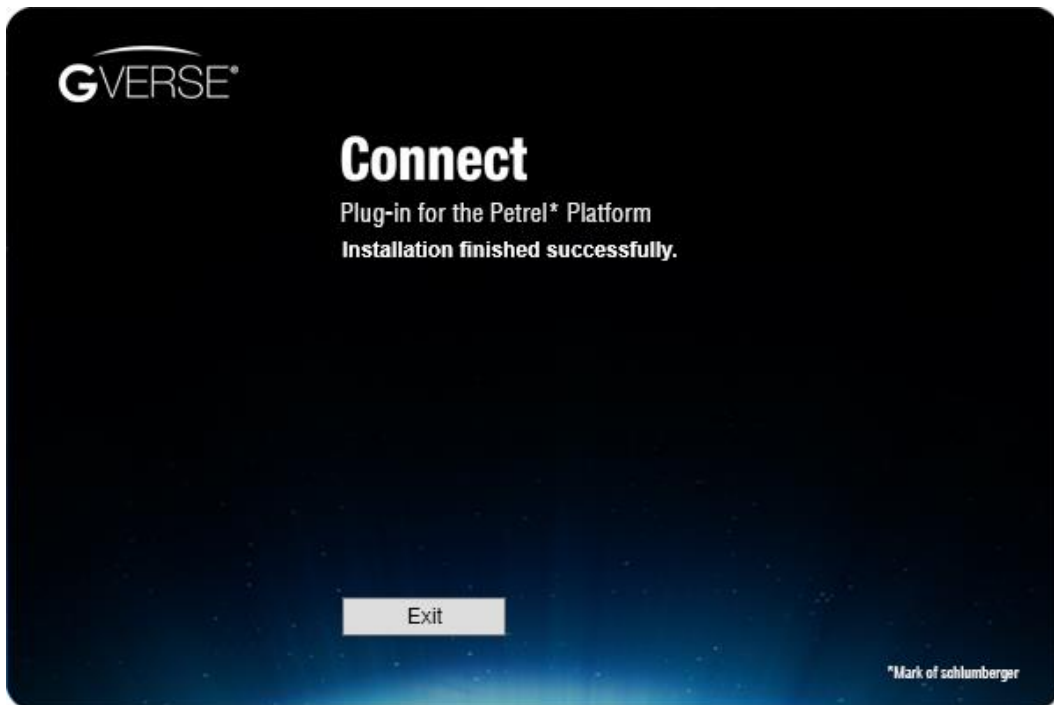 GVERSE®
Connect
Plug-in for the Petrel* Platform
Installation finished successfully.
Exit
*Mark of schlumberger